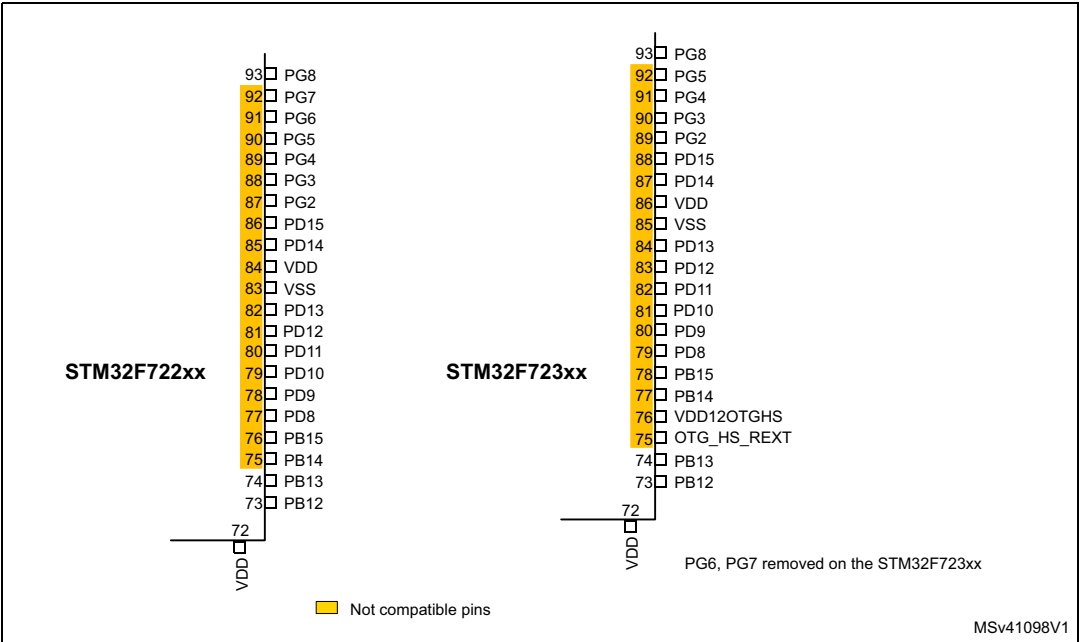 93 PG8
92 PG7
91 PG6
90 PG5
89 PG4
88 PG3
87 PG2
86 PD15
85 PD14
84 VDD
83 VSS
82 PD13
81 PD12
80 PD11
79 PD10
78 PD9
77 PD8
76 PB15
75 PB14
74 PB13
73 PB12
72
VDD
STM32F722xx
93 PG8
92 PG5
91 PG4
90 PG3
89 PG2
88 PD15
87 PD14
86 VDD
85 VSS
84 PD13
83 PD12
82 PD11
81 PD10
80 PD9
79 PD8
78 PB15
77 PB14
76 VDD12OTGHS
75 OTG_HS_REXT
74 PB13
73 PB12
72
VDD
STM32F723xx
PG6, PG7 removed on the STM32F723xx
Not compatible pins
MSv41098V1